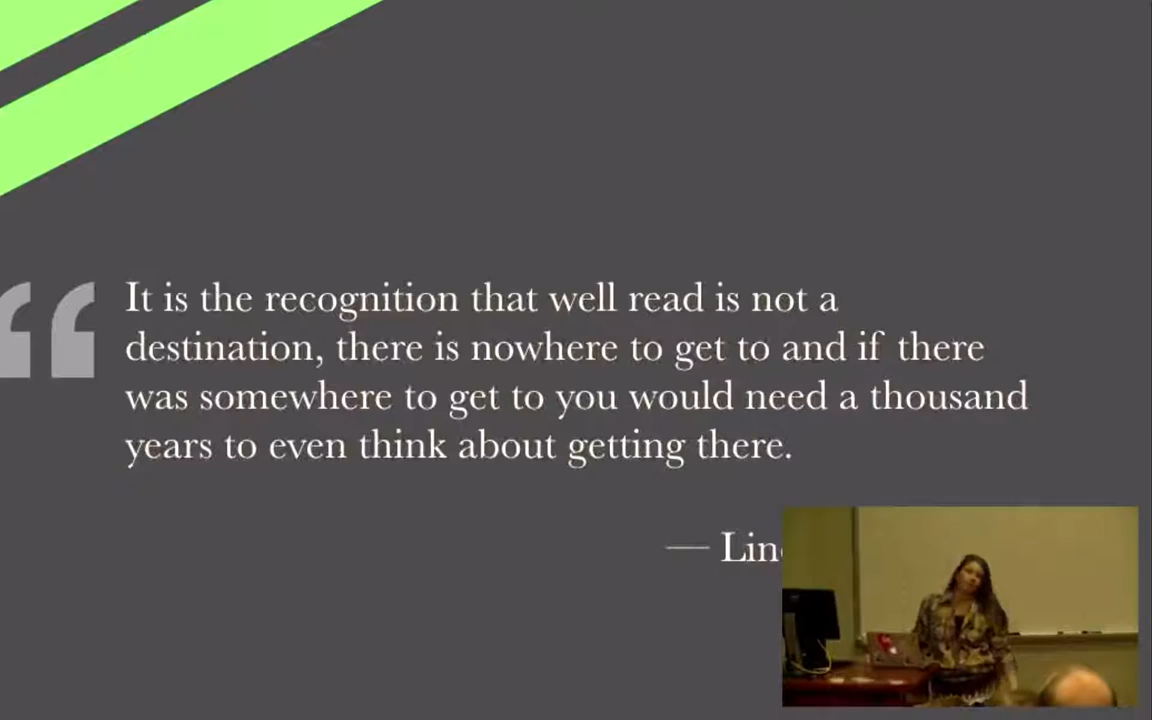 It is the recognition that well read is not a
destination, there is nowhere to get to and if there
was somewhere to get to you would need a thousand
years to even think about getting there.
—